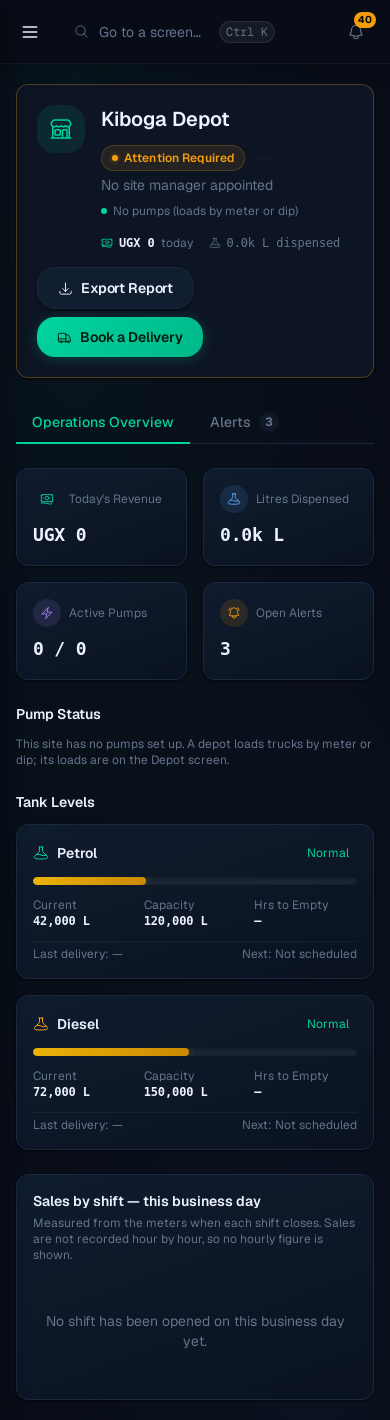 Go to a screen... Ctrl K
40
Kiboga Depot
Attention Required
No site manager appointed
No pumps (loads by meter or dip)
UGX 0 today 0.0k L dispensed
Export Report
Book a Delivery
Operations Overview Alerts 3
Today's Revenue
UGX 0
Litres Dispensed
0.0k L
Active Pumps
0 / 0
Open Alerts
3
Pump Status
This site has no pumps set up. A depot loads trucks by meter or
dip; its loads are on the Depot screen.
Tank Levels
Petrol Normal
Current Capacity Hrs to Empty
42,000 L 120,000 L —
Last delivery: — Next: Not scheduled
Diesel Normal
Current Capacity Hrs to Empty
72,000 L 150,000 L —
Last delivery: — Next: Not scheduled
Sales by shift — this business day
Measured from the meters when each shift closes. Sales
are not recorded hour by hour, so no hourly figure is
shown.
No shift has been opened on this business day
yet.